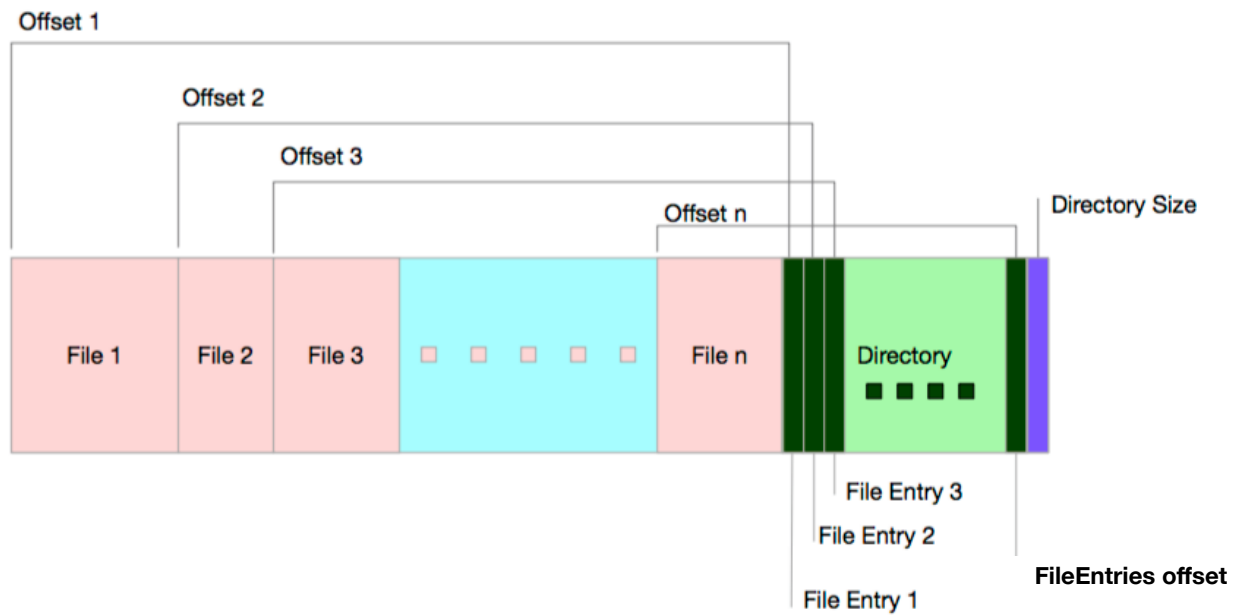 Offset 1
Offset 2
Offset 3
Offset n
Directory Size
File 1
File 2
File 3
File n
Directory
File Entry 3
File Entry 2
FileEntries offset
File Entry 1